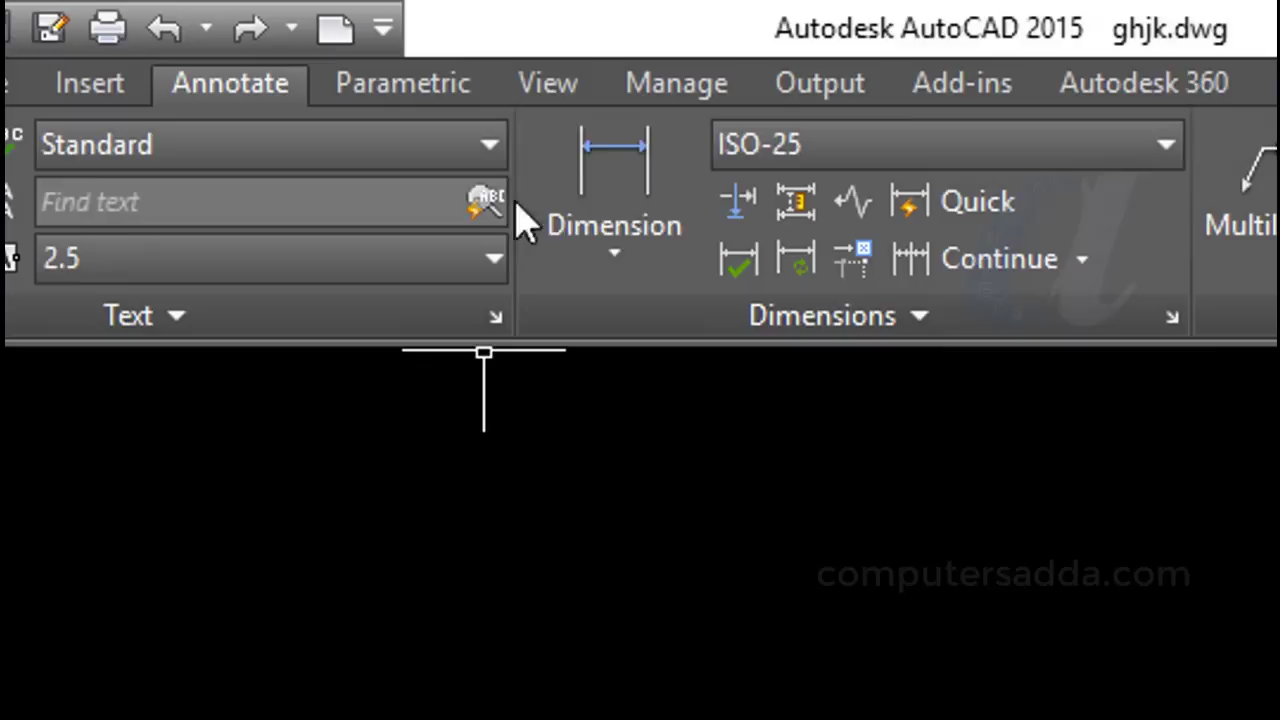 Autodesk AutoCAD 2015 ghjk.dwg
Insert Annotate Parametric View Manage Output Add-ins Autodesk 360
Standard
Find text
ABC
2.5
Text
Dimension
ISO-25
Quick
Continue
Dimensions
computersadda.com